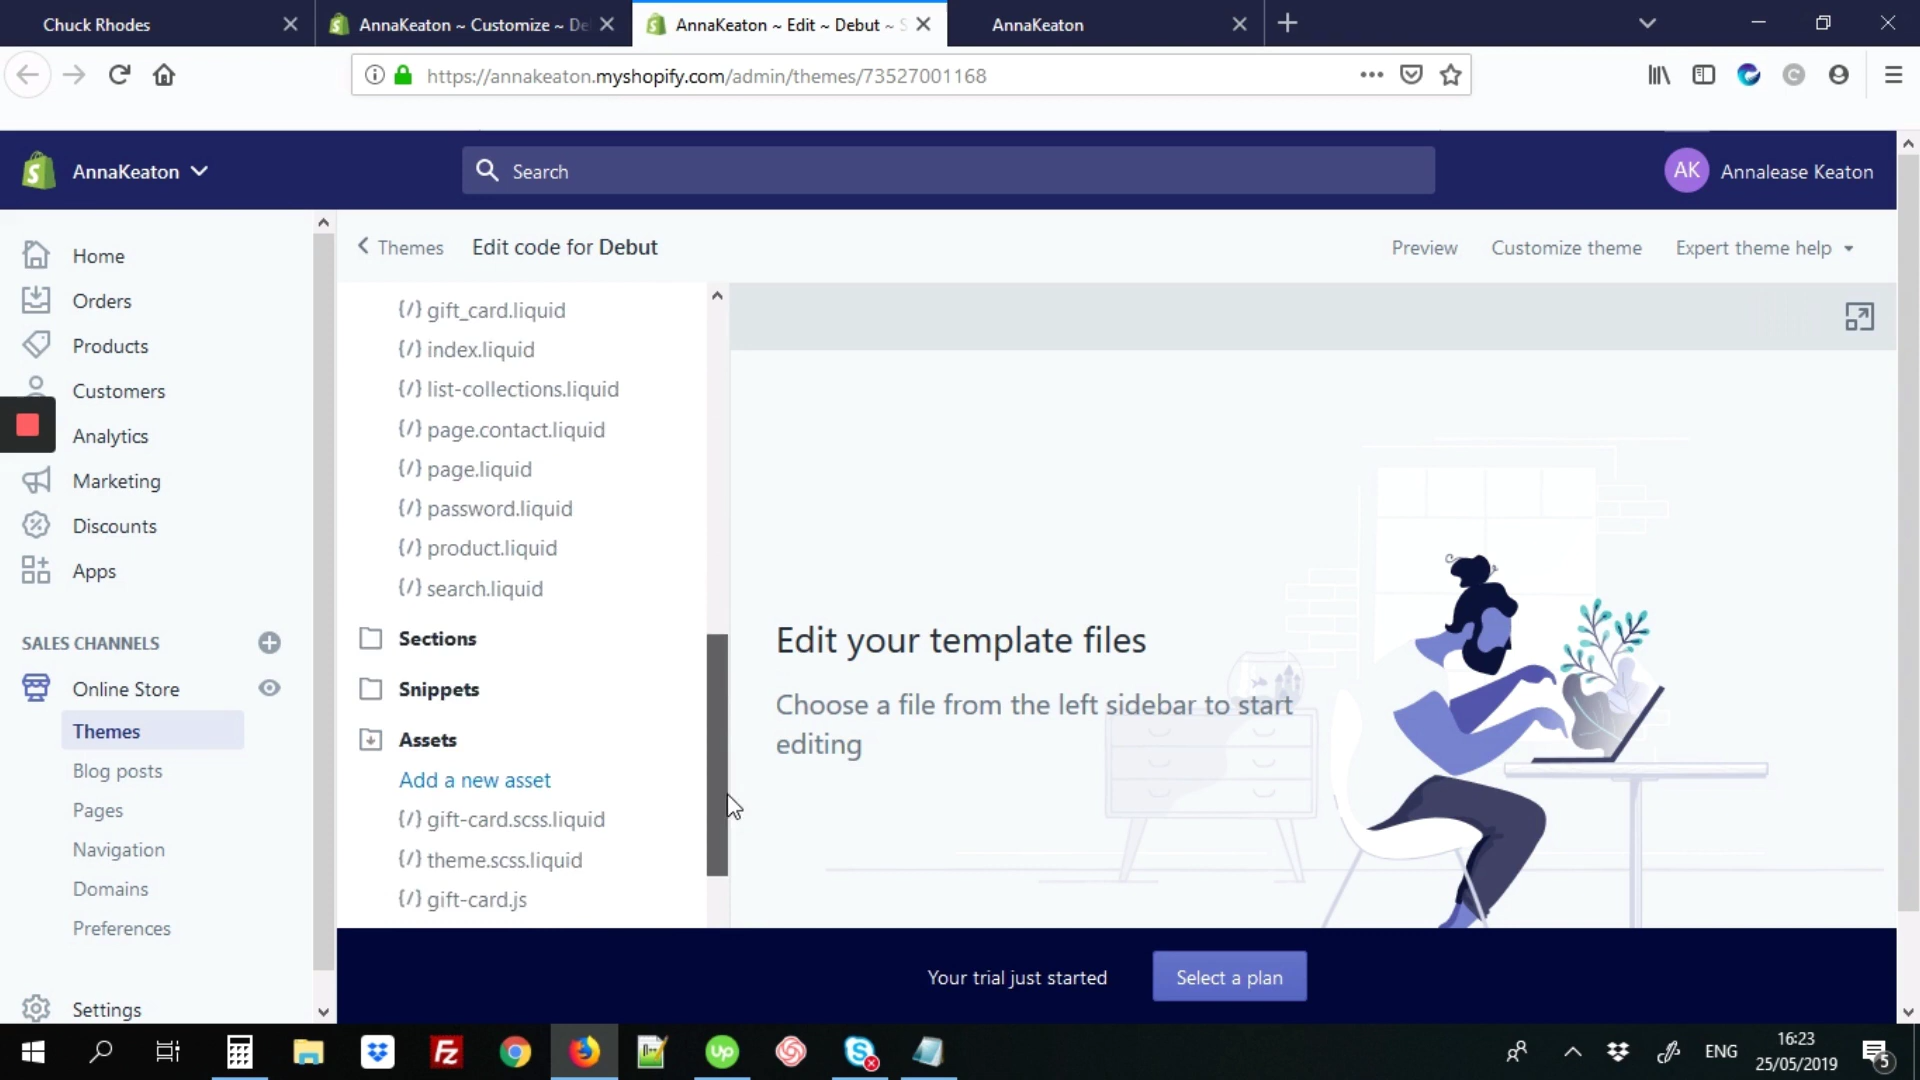 Chuck Rhodes
AnnaKeaton ~ Customize ~ De
AnnaKeaton ~ Edit ~ Debut ~ S
AnnaKeaton
https://annakeaton.myshopify.com/admin/themes/73527001168
AnnaKeaton
Search
AK
Annalease Keaton
Home
Orders
Products
Customers
Analytics
Marketing
Discounts
Apps
SALES CHANNELS
Online Store
Themes
Blog posts
Pages
Navigation
Domains
Preferences
Settings
Themes
Edit code for Debut
Preview
Customize theme
Expert theme help
{/} gift_card.liquid
{/} index.liquid
{/} list-collections.liquid
{/} page.contact.liquid
{/} page.liquid
{/} password.liquid
{/} product.liquid
{/} search.liquid
Sections
Snippets
Assets
Add a new asset
{/} gift-card.scss.liquid
{/} theme.scss.liquid
{/} gift-card.js
Edit your template files
Choose a file from the left sidebar to start
editing
Your trial just started
Select a plan
Fz
Up
ENG
16:23
25/05/2019
5